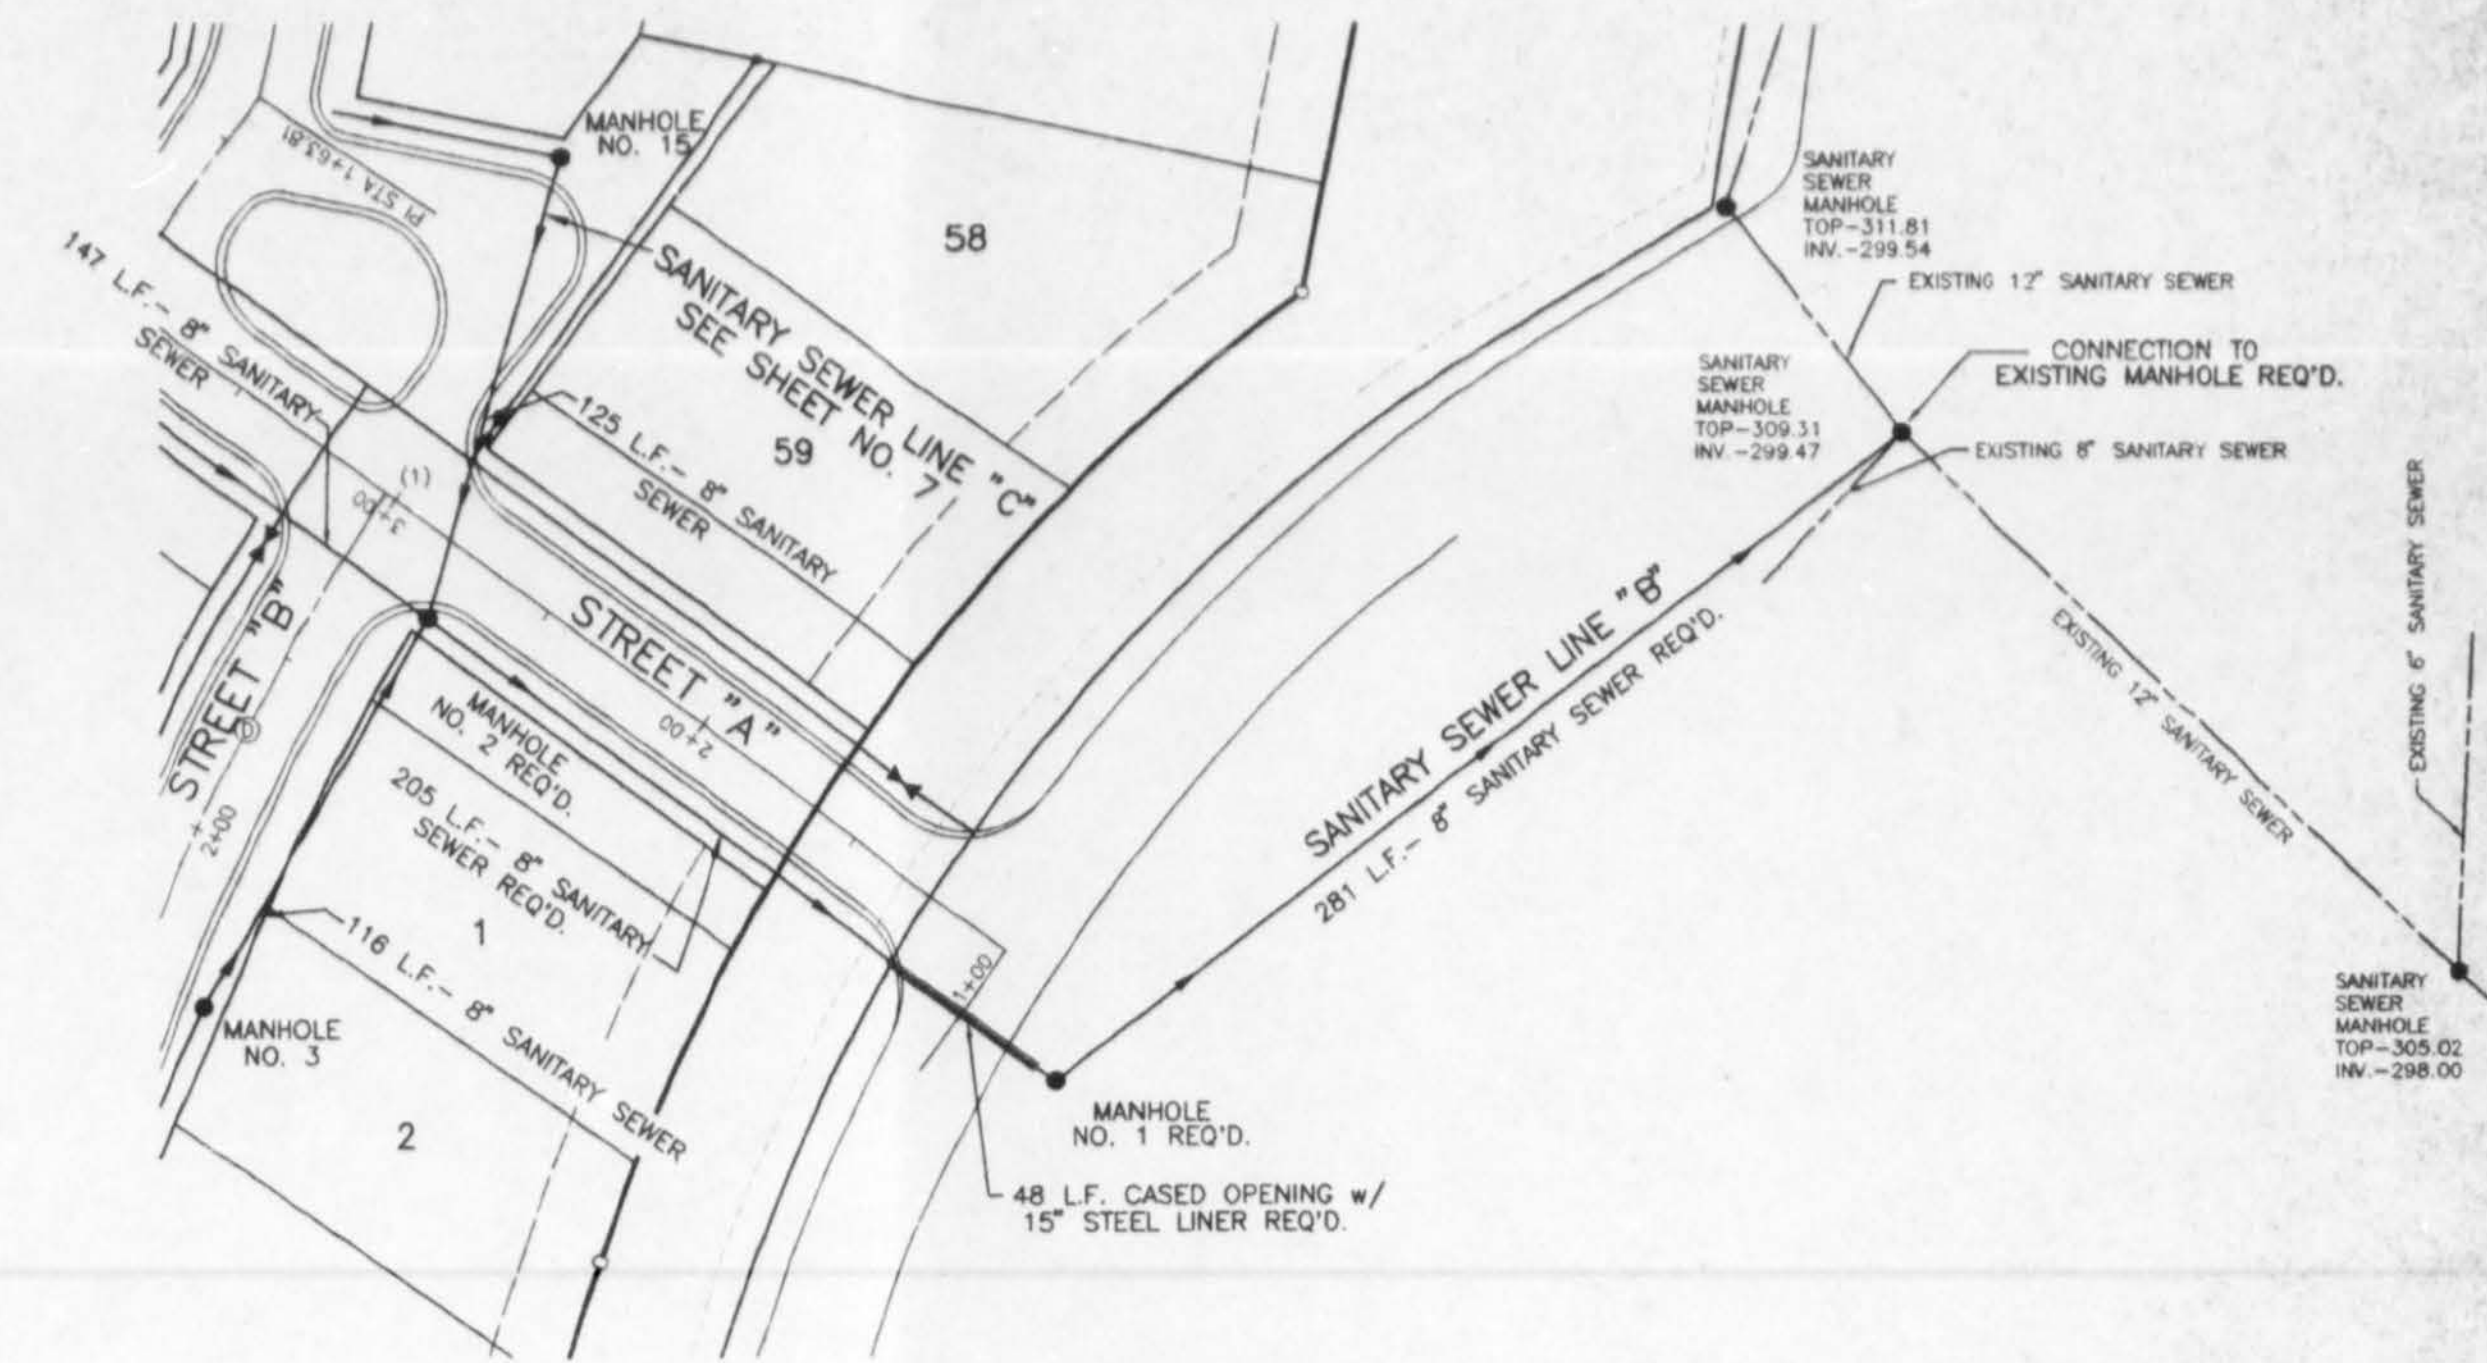 MANHOLE
NO. 15
PI STA 1+63.81
58
147 L.F.- 8" SANITARY
SEWER
SANITARY SEWER LINE "C"
SEE SHEET NO. 7
59
125 L.F.- 8" SANITARY
SEWER
(1)
3+00
STREET "B"
2+00
STREET "A"
2+00
MANHOLE
NO. 2 REQ'D.
205 L.F.- 8" SANITARY
SEWER REQ'D.
1
116 L.F.- 8" SANITARY SEWER
MANHOLE
NO. 3
2
1+00
MANHOLE
NO. 1 REQ'D.
48 L.F. CASED OPENING w/
15" STEEL LINER REQ'D.
SANITARY SEWER LINE "B"
281 L.F.- 8" SANITARY SEWER REQ'D.
SANITARY
SEWER
MANHOLE
TOP-311.81
INV.-299.54
EXISTING 12" SANITARY SEWER
SANITARY
SEWER
MANHOLE
TOP-309.31
INV.-299.47
CONNECTION TO
EXISTING MANHOLE REQ'D.
EXISTING 8" SANITARY SEWER
EXISTING 12" SANITARY SEWER
EXISTING 6" SANITARY SEWER
SANITARY
SEWER
MANHOLE
TOP-305.02
INV.-298.00